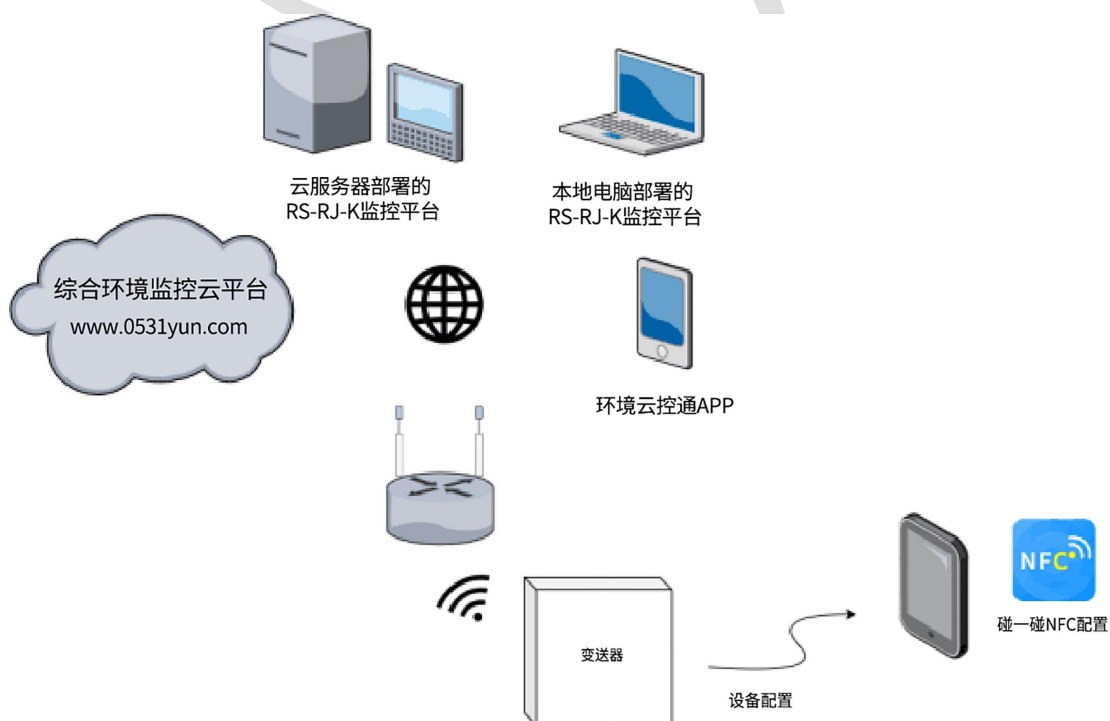 云服务器部署的
RS-RJ-K监控平台
本地电脑部署的
RS-RJ-K监控平台
综合环境监控云平台
www.0531yun.com
环境云控通APP
NFC
碰一碰NFC配置
变送器
设备配置